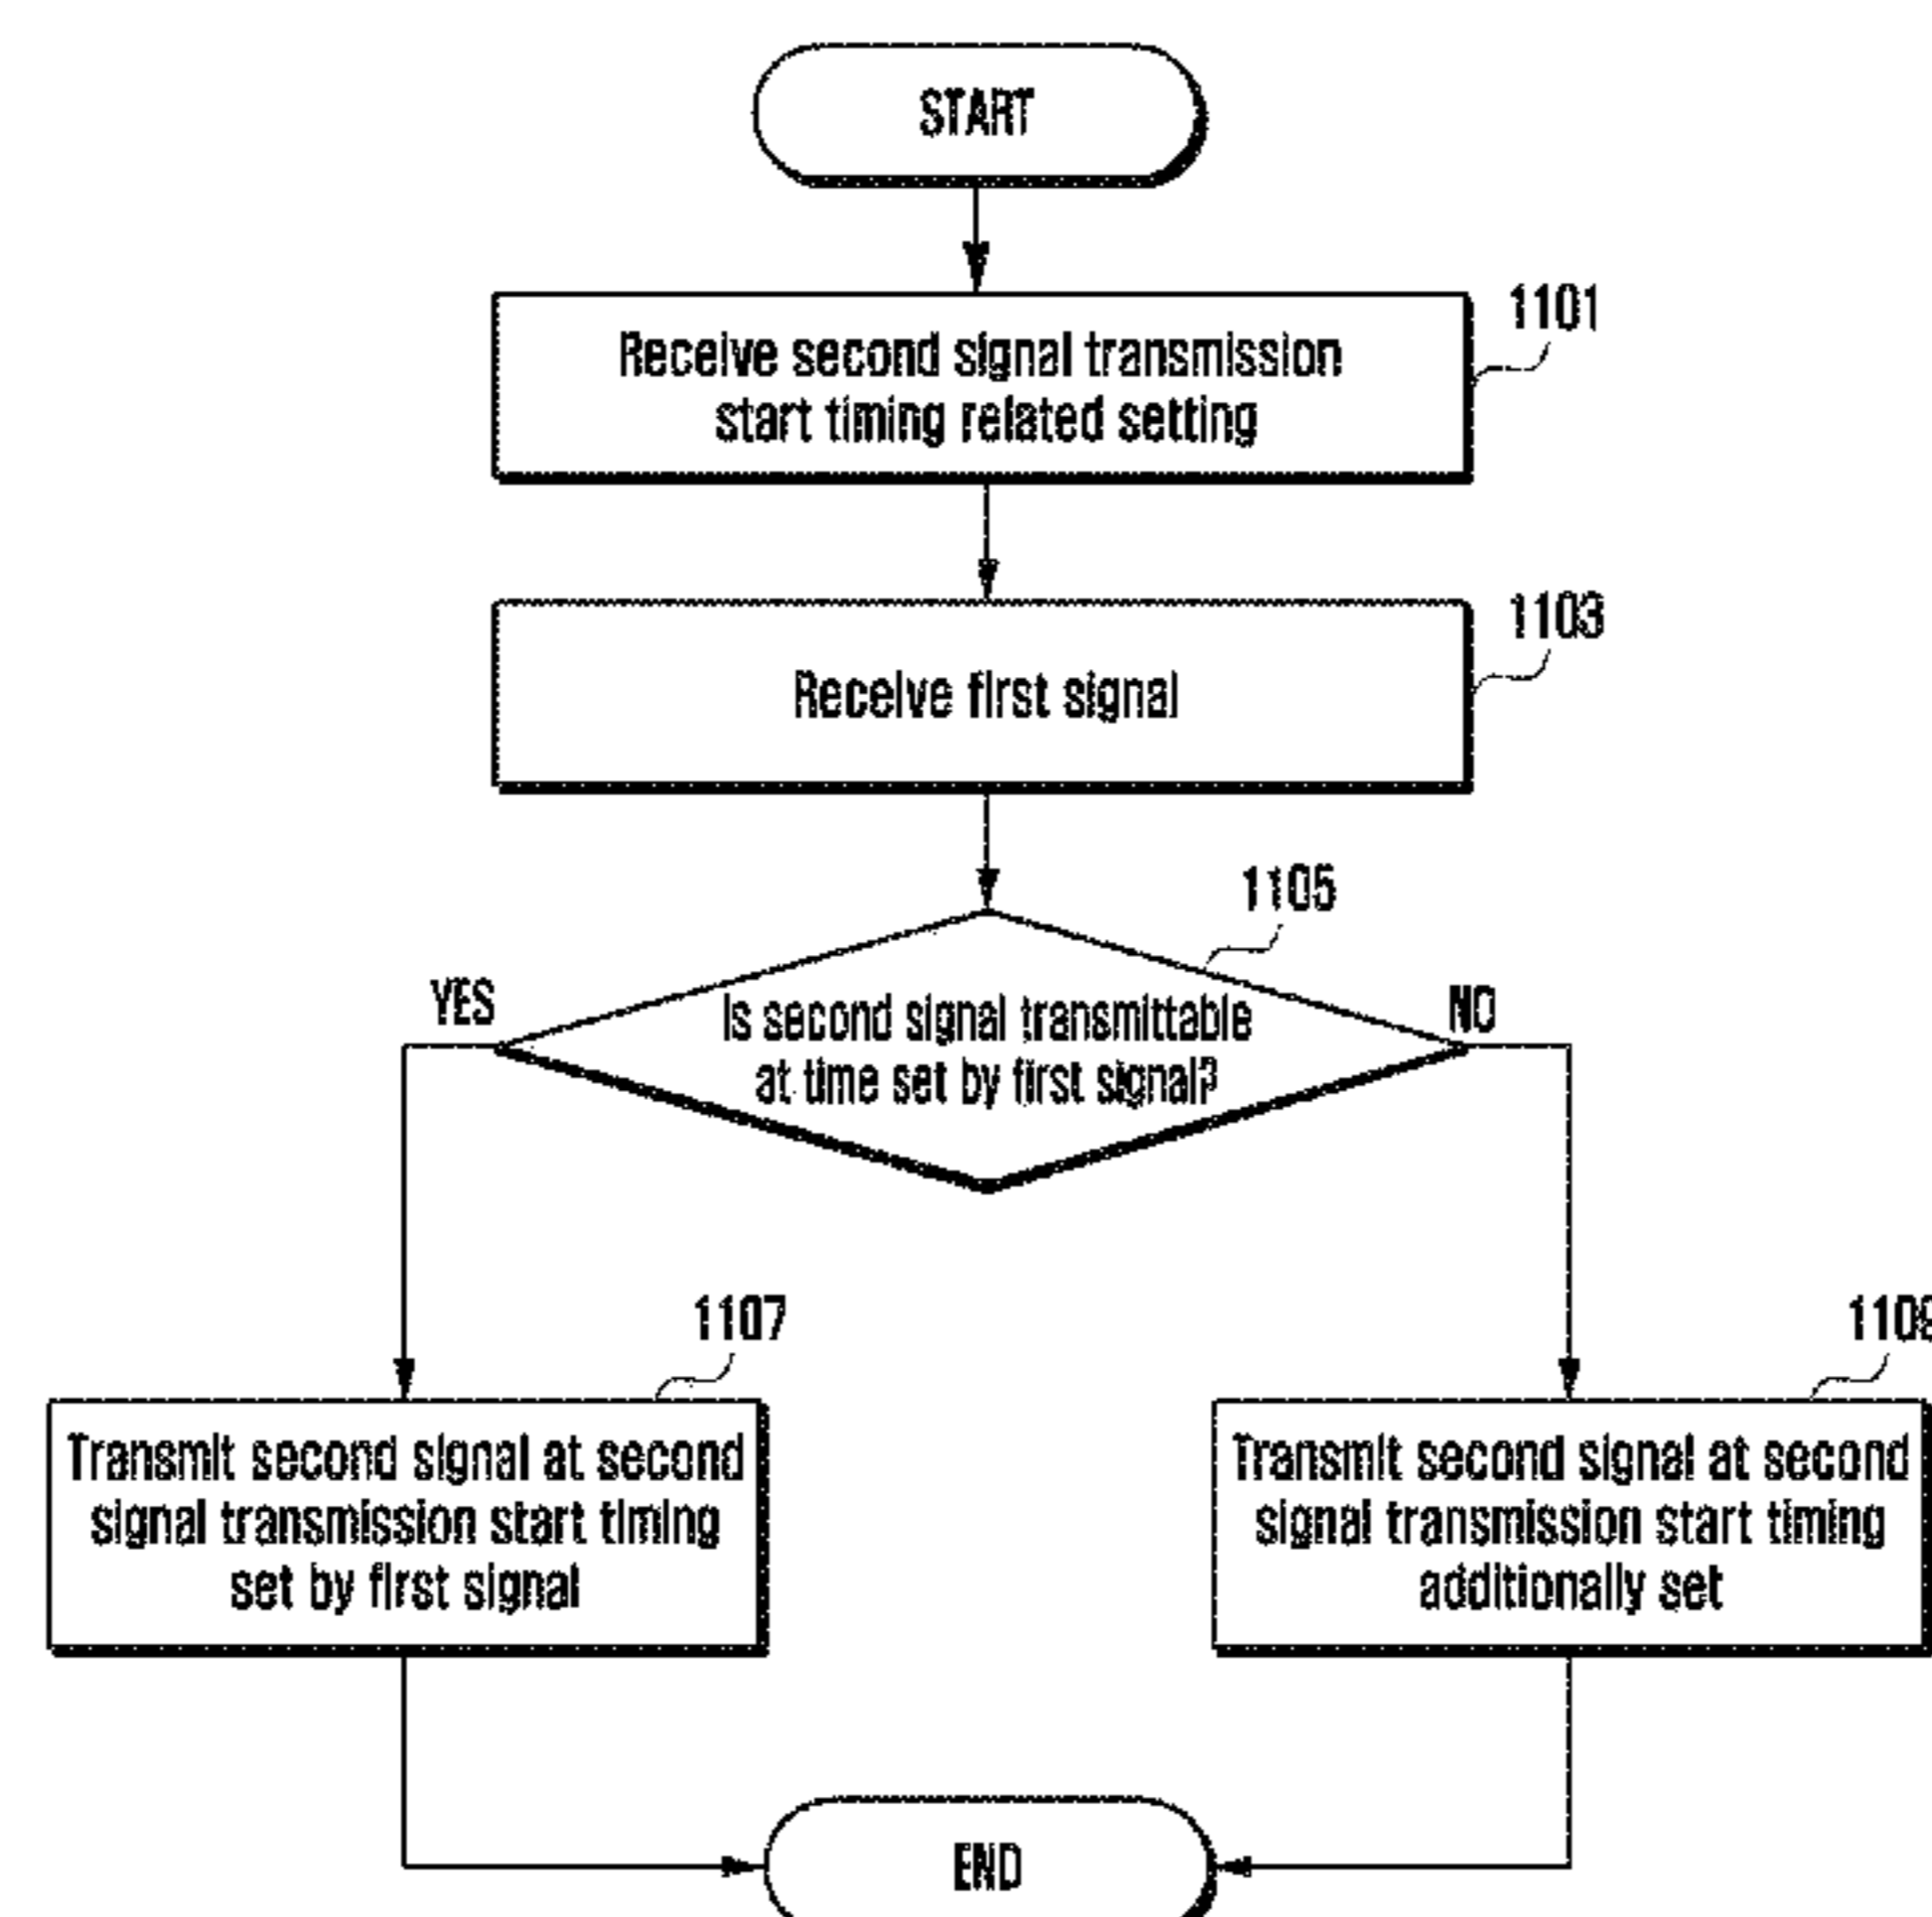 START
1101
Receive second signal transmission
start timing related setting
1103
Receive first signal
1105
YES
NO
Is second signal transmittable
at time set by first signal?
1107
1109
Transmit second signal at second
signal transmission start timing
set by first signal
Transmit second signal at second
signal transmission start timing
additionally set
END